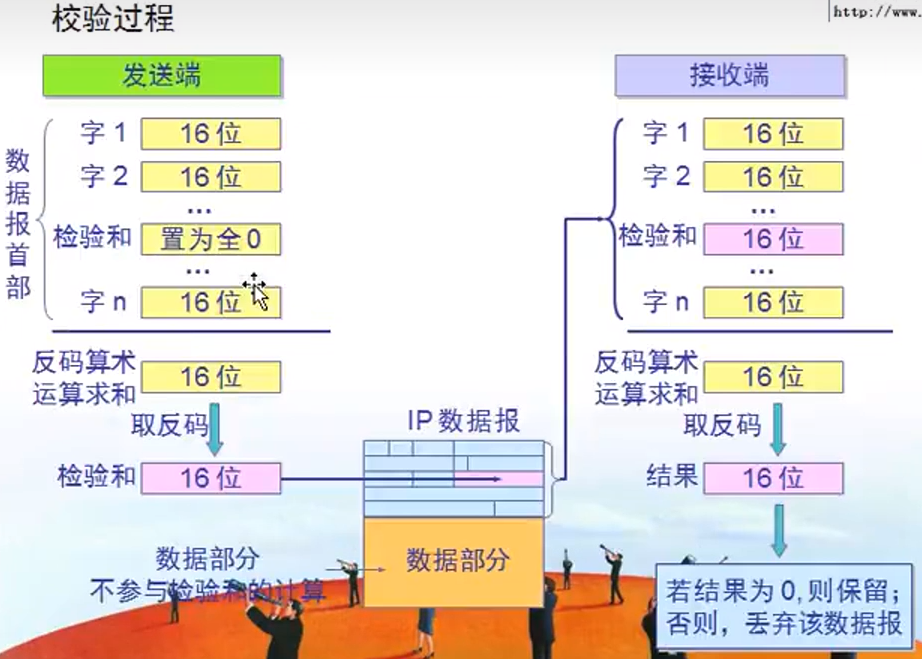 校验过程
http://www.
发送端
接收端
数据报首部
字 1
16 位
字 2
16 位
...
检验和
置为全 0
...
字 n
16 位
反码算术
运算求和
16 位
取反码
检验和
16 位
数据部分
不参与检验和的计算
IP 数据报
数据部分
字 1
16 位
字 2
16 位
...
检验和
16 位
...
字 n
16 位
反码算术
运算求和
16 位
取反码
结果
16 位
若结果为 0, 则保留；
否则，丢弃该数据报